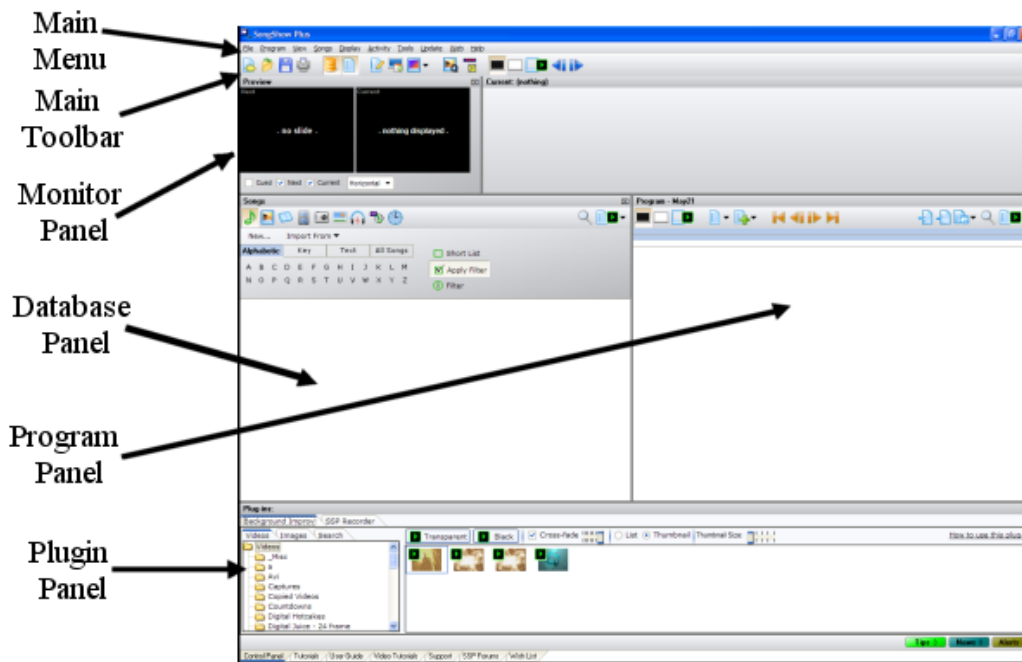 Main
Menu
Main
Toolbar
Monitor
Panel
Database
Panel
Program
Panel
Plugin
Panel
SongShow Plus
File Program View Songs Display Activity Tools Update Web Help
Preview
Current: (nothing)
Next
Current
. no slide .
. nothing displayed .
Cued Next Current Horizontal
Songs
Program - May21
New... Import From
Alphabetic Key Text All Songs
Short List
A B C D E F G H I J K L M
Apply Filter
N O P Q R S T U V W X Y Z
Filter
Plug-ins:
Background Improv SSP Recorder
Videos Images Search
Transparent Black Cross-fade List Thumbnail Thumbnail Size
How to use this plug
Videos
_Misc
Avi
Captures
Copied Videos
Countdowns
Digital Hotcakes
Digital Juice - 24 frame
Tips News Alerts
Control Panel Tutorials User Guide Video Tutorials Support SSP Forums Wish List